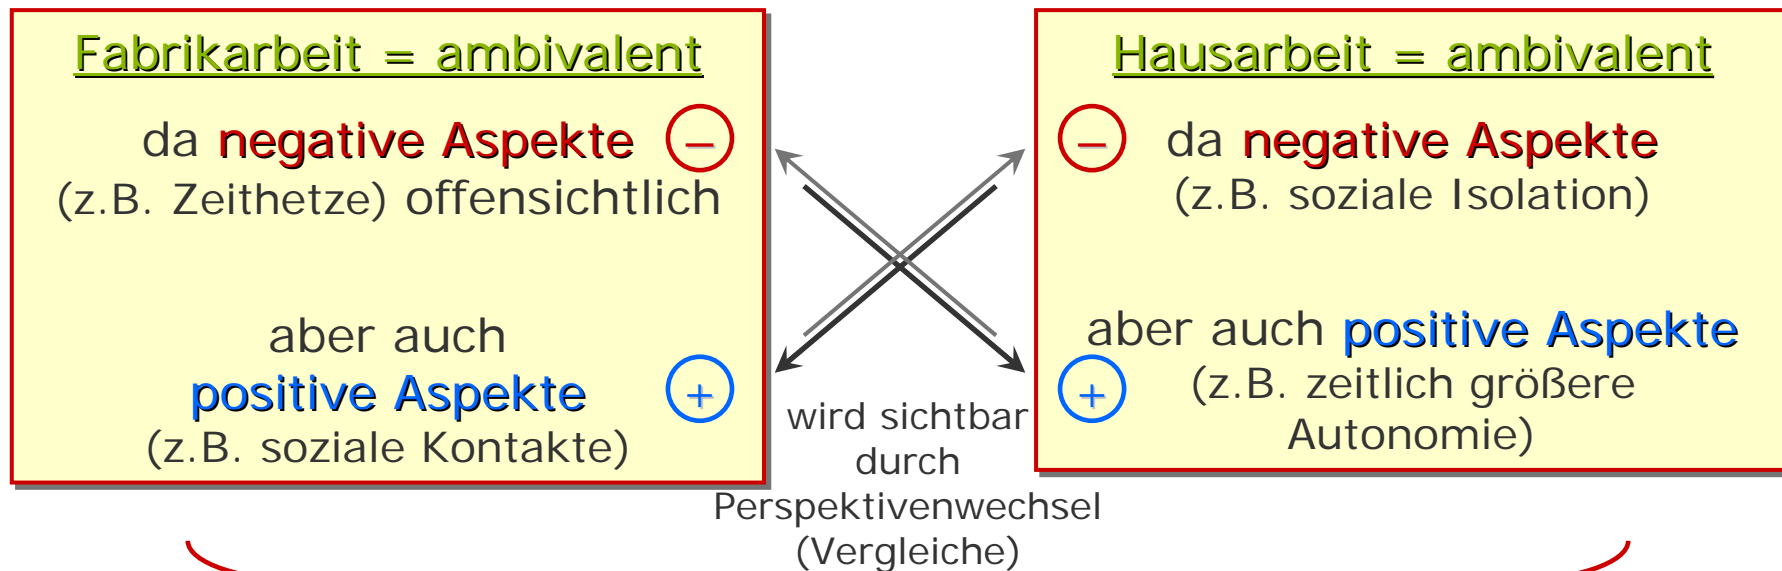 Fabrikarbeit = ambivalent
da negative Aspekte –
(z.B. Zeithetze) offensichtlich
aber auch
positive Aspekte +
(z.B. soziale Kontakte)
wird sichtbar
durch
Perspektivenwechsel
(Vergleiche)
Hausarbeit = ambivalent
– da negative Aspekte
(z.B. soziale Isolation)
aber auch positive Aspekte
+ (z.B. zeitlich größere
Autonomie)